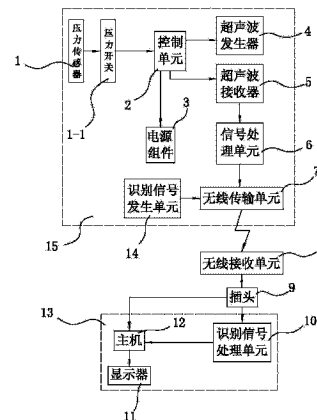 压力传感器
压力开关
控制
单元
超声波
发生器
4
1
1-1
2
3
超声波
接收器
5
电源
组件
信号处
理单元
6
7
识别信号
发生单元
无线传输单元
15
14
无线接收单元
插头
9
13
12
主机
识别信号
处理单元
10
显示器
11